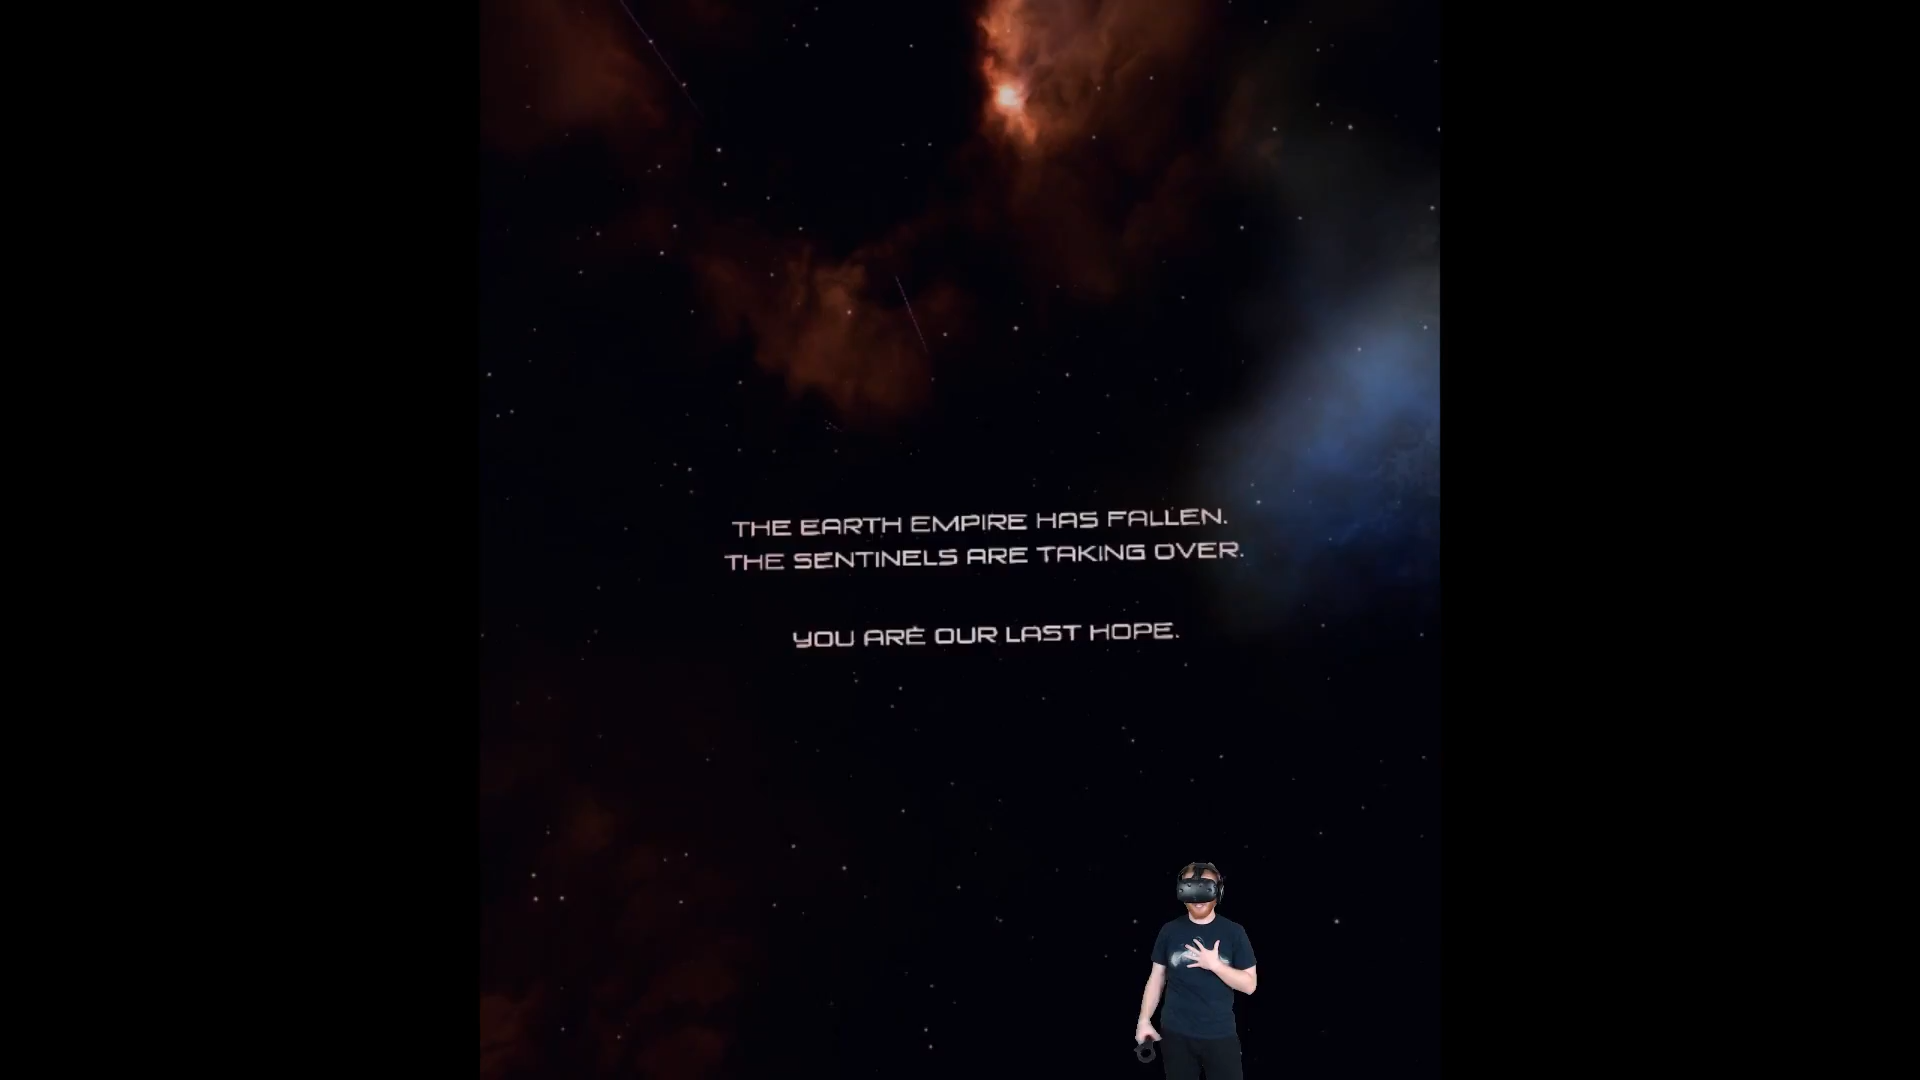 THE EARTH EMPIRE HAS FALLEN.
THE SENTINELS ARE TAKING OVER.
YOU ARE OUR LAST HOPE.